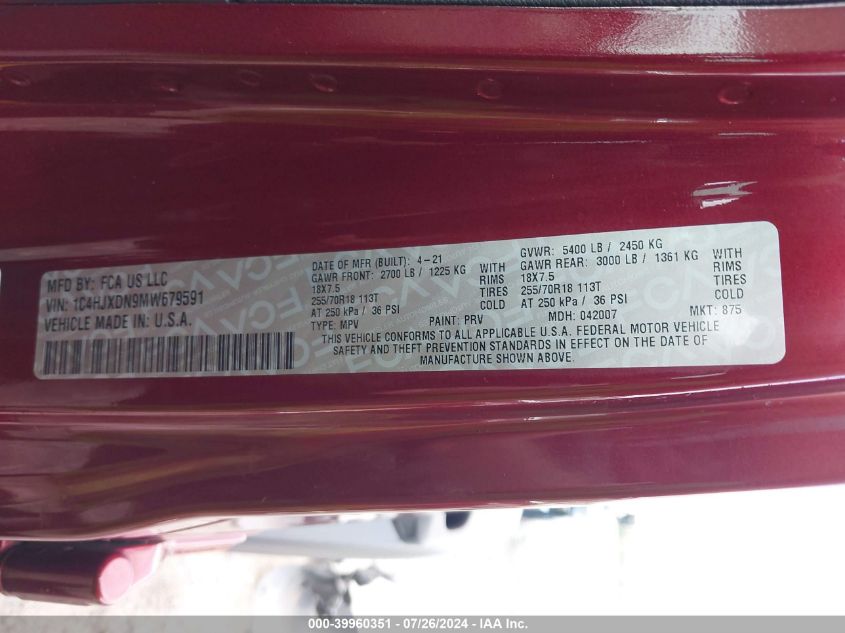 MFD BY: FCA US LLC
VIN: 1C4HJXDN9MW679591
VEHICLE MADE IN: U.S.A.
DATE OF MFR (BUILT): 4-21 GVWR: 5400 LB / 2450 KG
GAWR FRONT: 2700 LB / 1225 KG WITH GAWR REAR: 3000 LB / 1361 KG WITH
18X7.5 RIMS 18X7.5 RIMS
255/70R18 113T TIRES 255/70R18 113T TIRES
AT 250 kPa / 36 PSI COLD AT 250 kPa / 36 PSI COLD
TYPE: MPV PAINT: PRV MDH: 042007 MKT: 875
THIS VEHICLE CONFORMS TO ALL APPLICABLE U.S.A. FEDERAL MOTOR VEHICLE
SAFETY AND THEFT PREVENTION STANDARDS IN EFFECT ON THE DATE OF
MANUFACTURE SHOWN ABOVE.
000-39960351 - 07/26/2024 - IAA Inc.